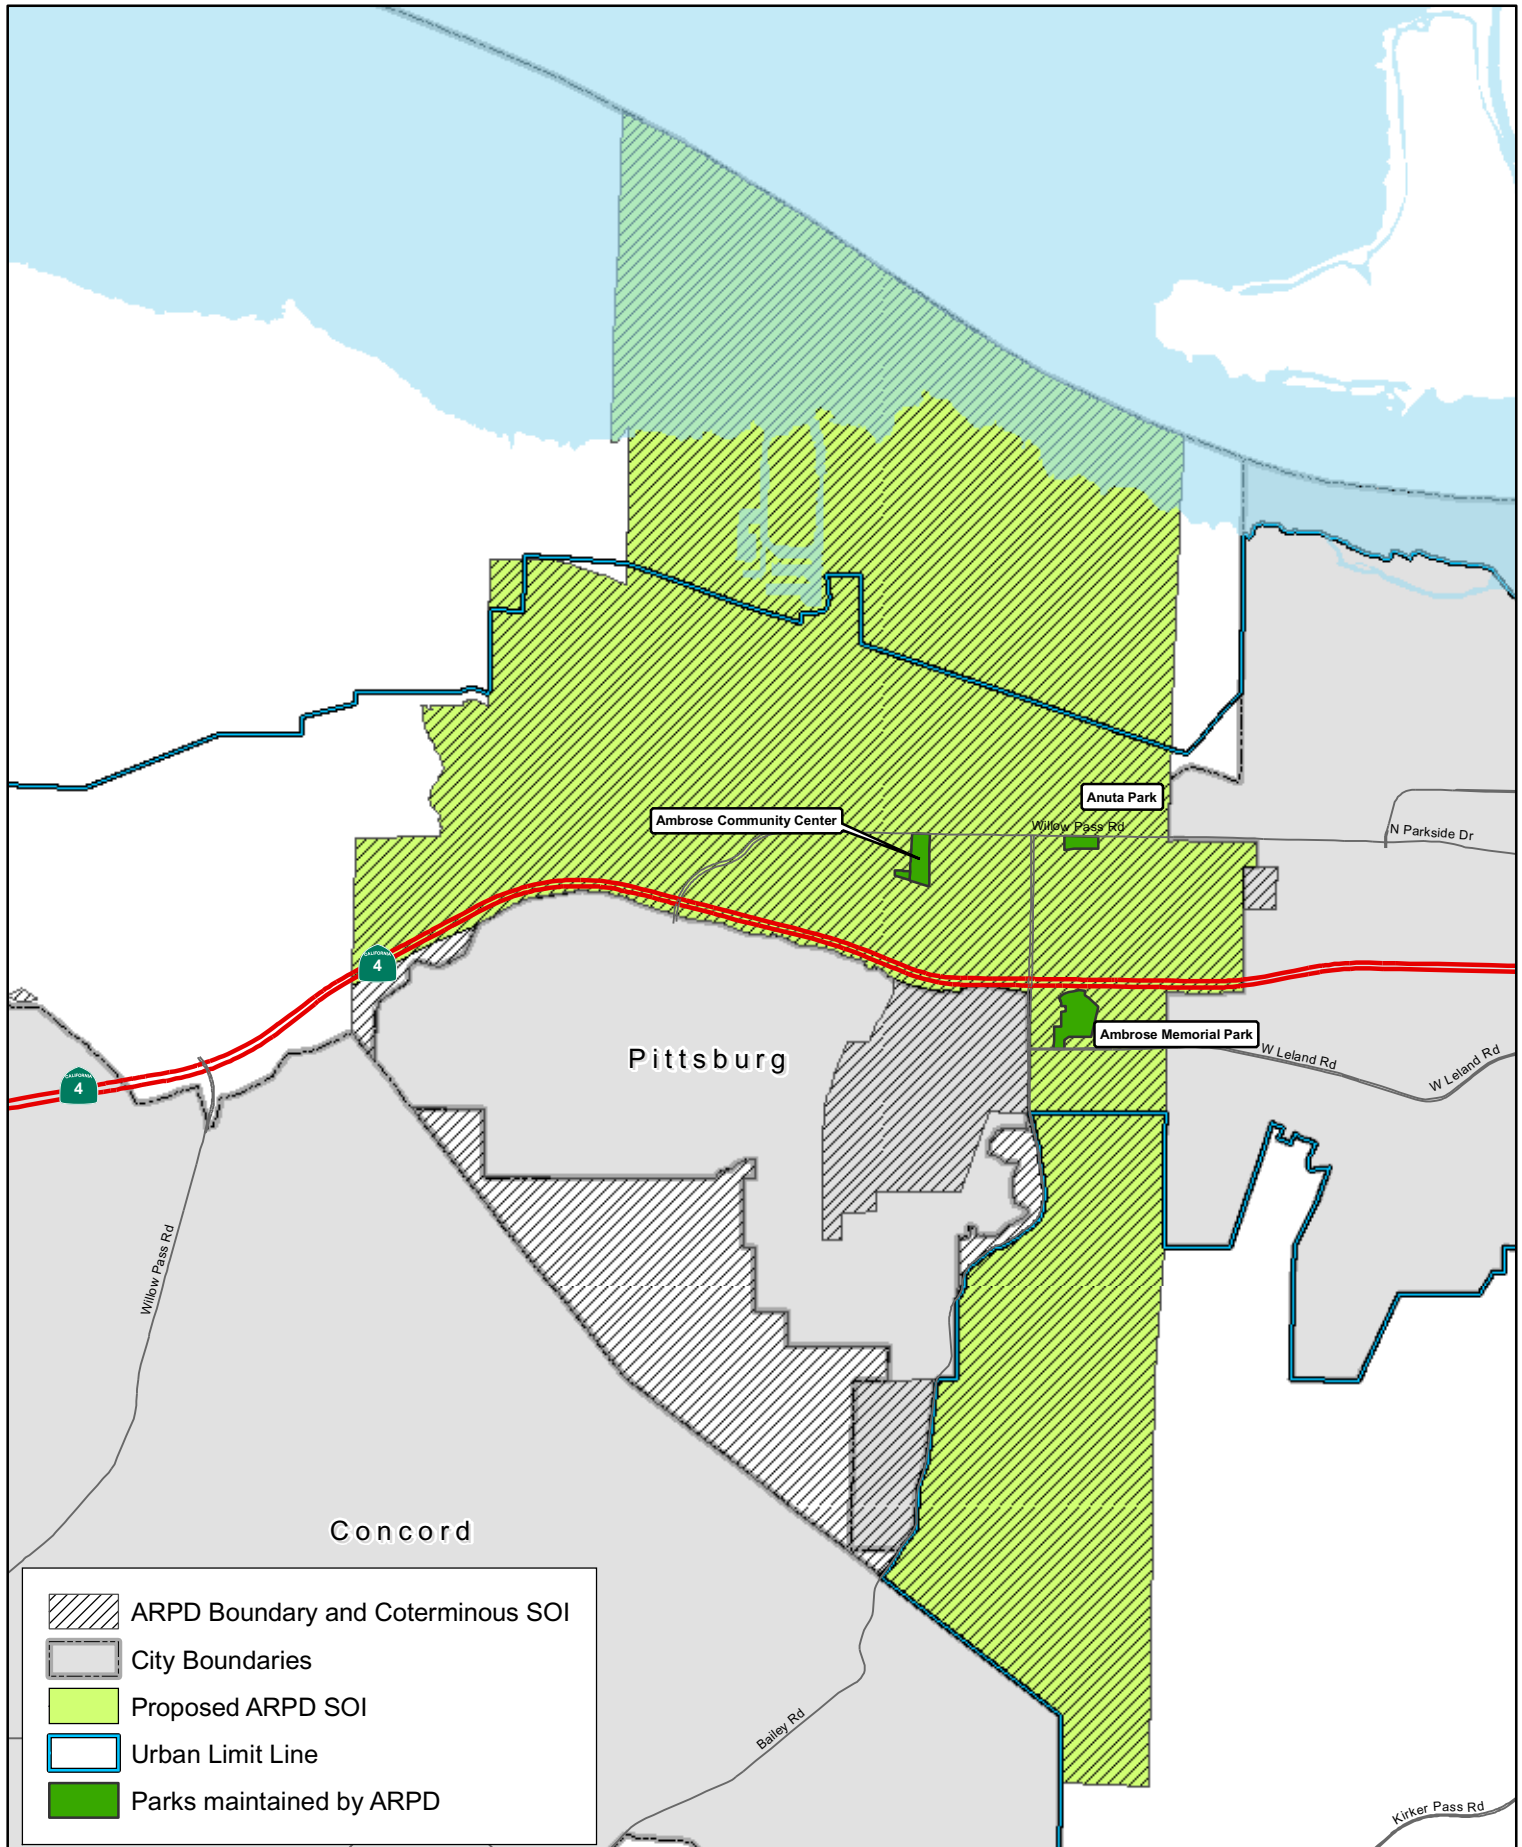 Anuta Park
Ambrose Community Center
Willow Pass Rd
N Parkside Dr
CALIFORNIA
4
Ambrose Memorial Park
W Leland Rd
W Leland Rd
Pittsburg
CALIFORNIA
4
Willow Pass Rd
Concord
ARPD Boundary and Coterminous SOI
City Boundaries
Proposed ARPD SOI
Urban Limit Line
Parks maintained by ARPD
Bailey Rd
Kirker Pass Rd